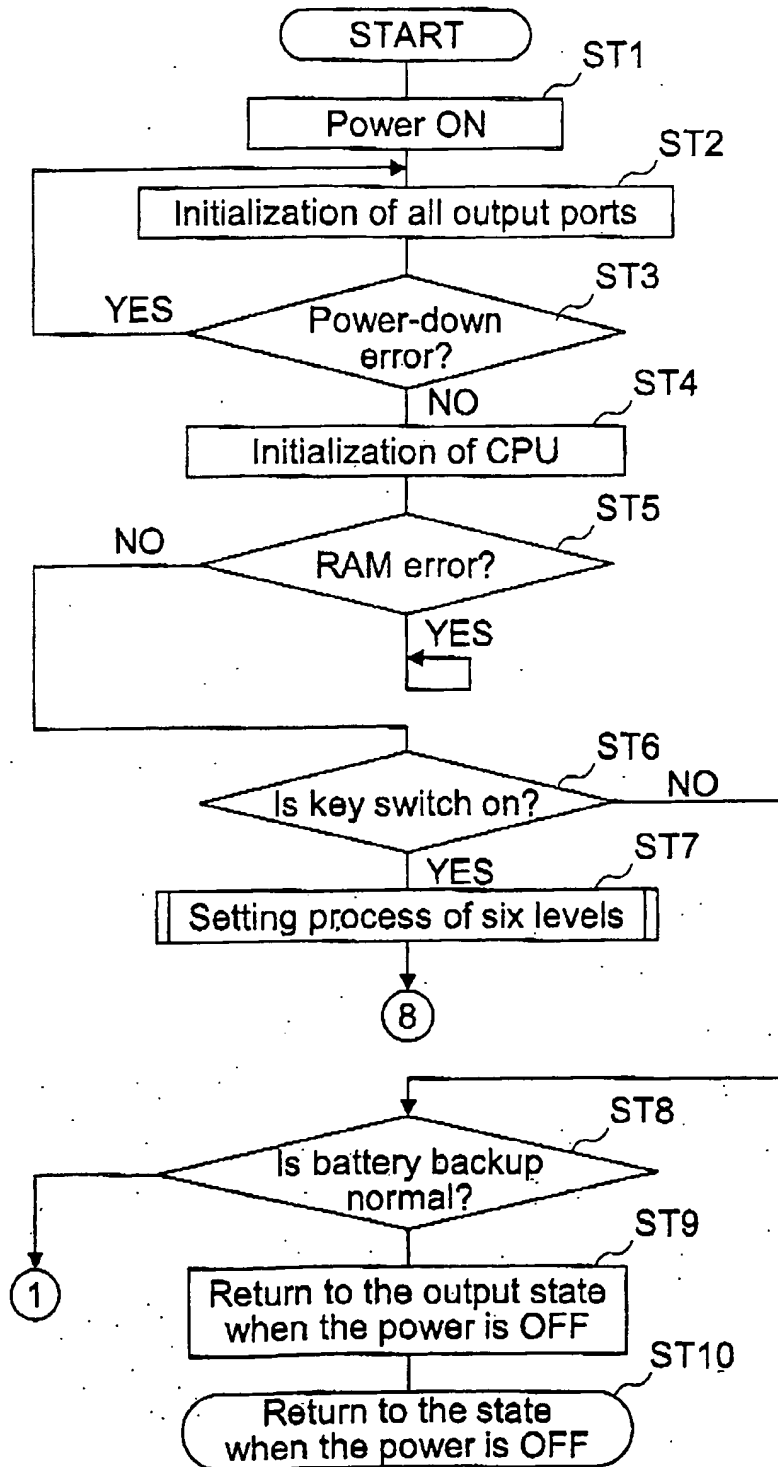 START
ST1
Power ON
ST2
Initialization of all output ports
ST3
YES
Power-down
error?
NO
ST4
Initialization of CPU
ST5
NO
RAM error?
YES
ST6
Is key switch on?
NO
YES
ST7
Setting process of six levels
8
ST8
Is battery backup
normal?
1
ST9
Return to the output state
when the power is OFF
ST10
Return to the state
when the power is OFF